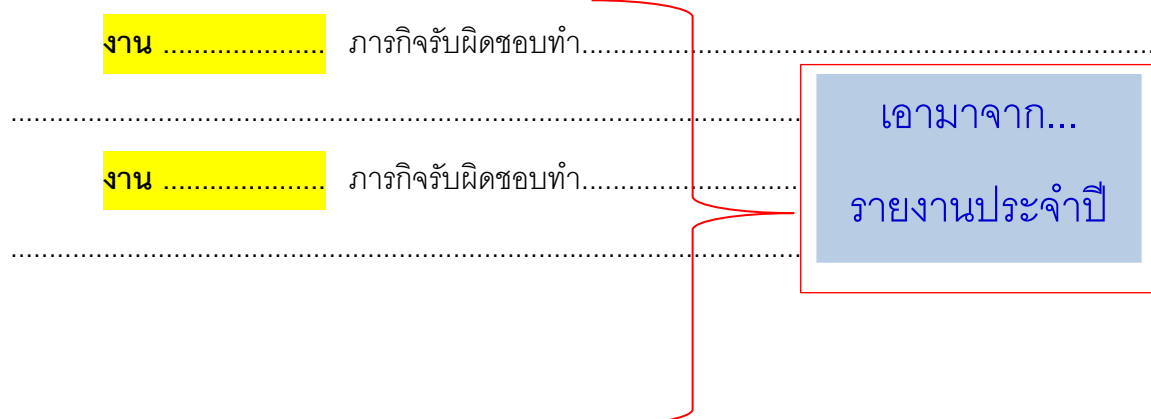 งาน ..................... ภารกิจรับผิดชอบทำ..........................................................................
.......................................................................................................
งาน ..................... ภารกิจรับผิดชอบทำ............................
.......................................................................................................
เอามาจาก...
รายงานประจำปี